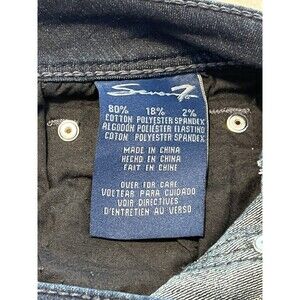 Seven7
80% 18% 2%
COTTON POLYESTER SPANDEX
ALGODON POLIESTER ELASTINO
COTON POLYESTER SPANDEX
MADE IN CHINA
HECHO EN CHINA
FAIT EN CHINE
OVER FOR CARE
VOLTEAR PARA CUIDADO
VOIR DIRECTIVES
D'ENTRETIEN AU VERSO